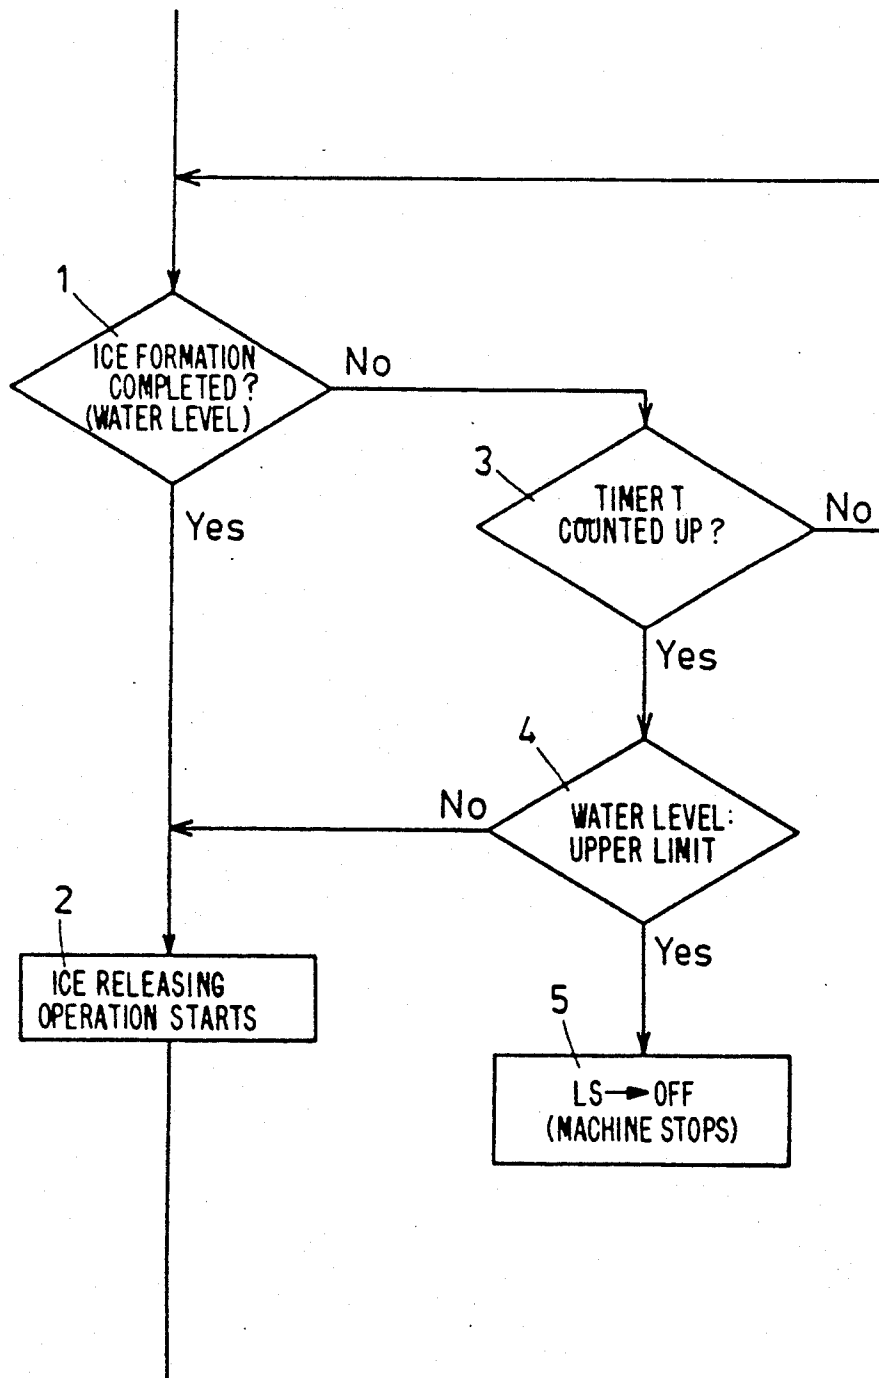 1
ICE FORMATION
COMPLETED?
(WATER LEVEL)
No
Yes
3
TIMER T
COUNTED UP?
No
Yes
4
No
WATER LEVEL:
UPPER LIMIT
Yes
2
ICE RELEASING
OPERATION STARTS
5
LS→OFF
(MACHINE STOPS)